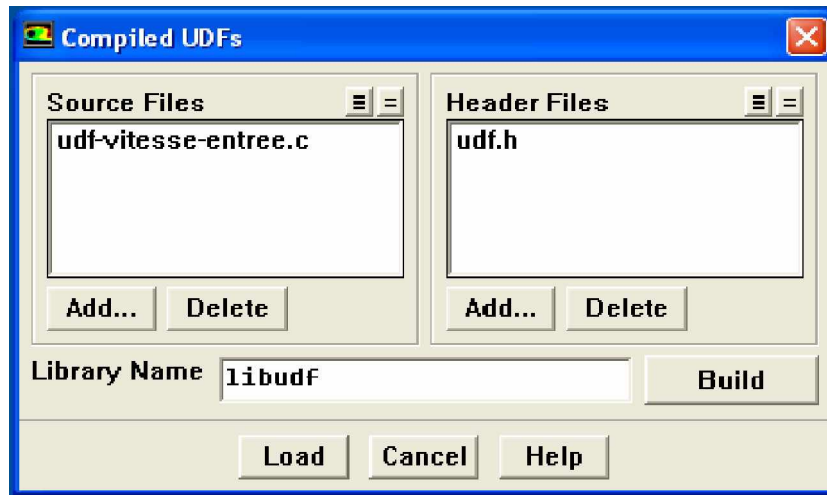 Compiled UDFs
Source Files
udf-vitesse-entree.c
Add... Delete
Header Files
udf.h
Add... Delete
Library Name libudf Build
Load Cancel Help